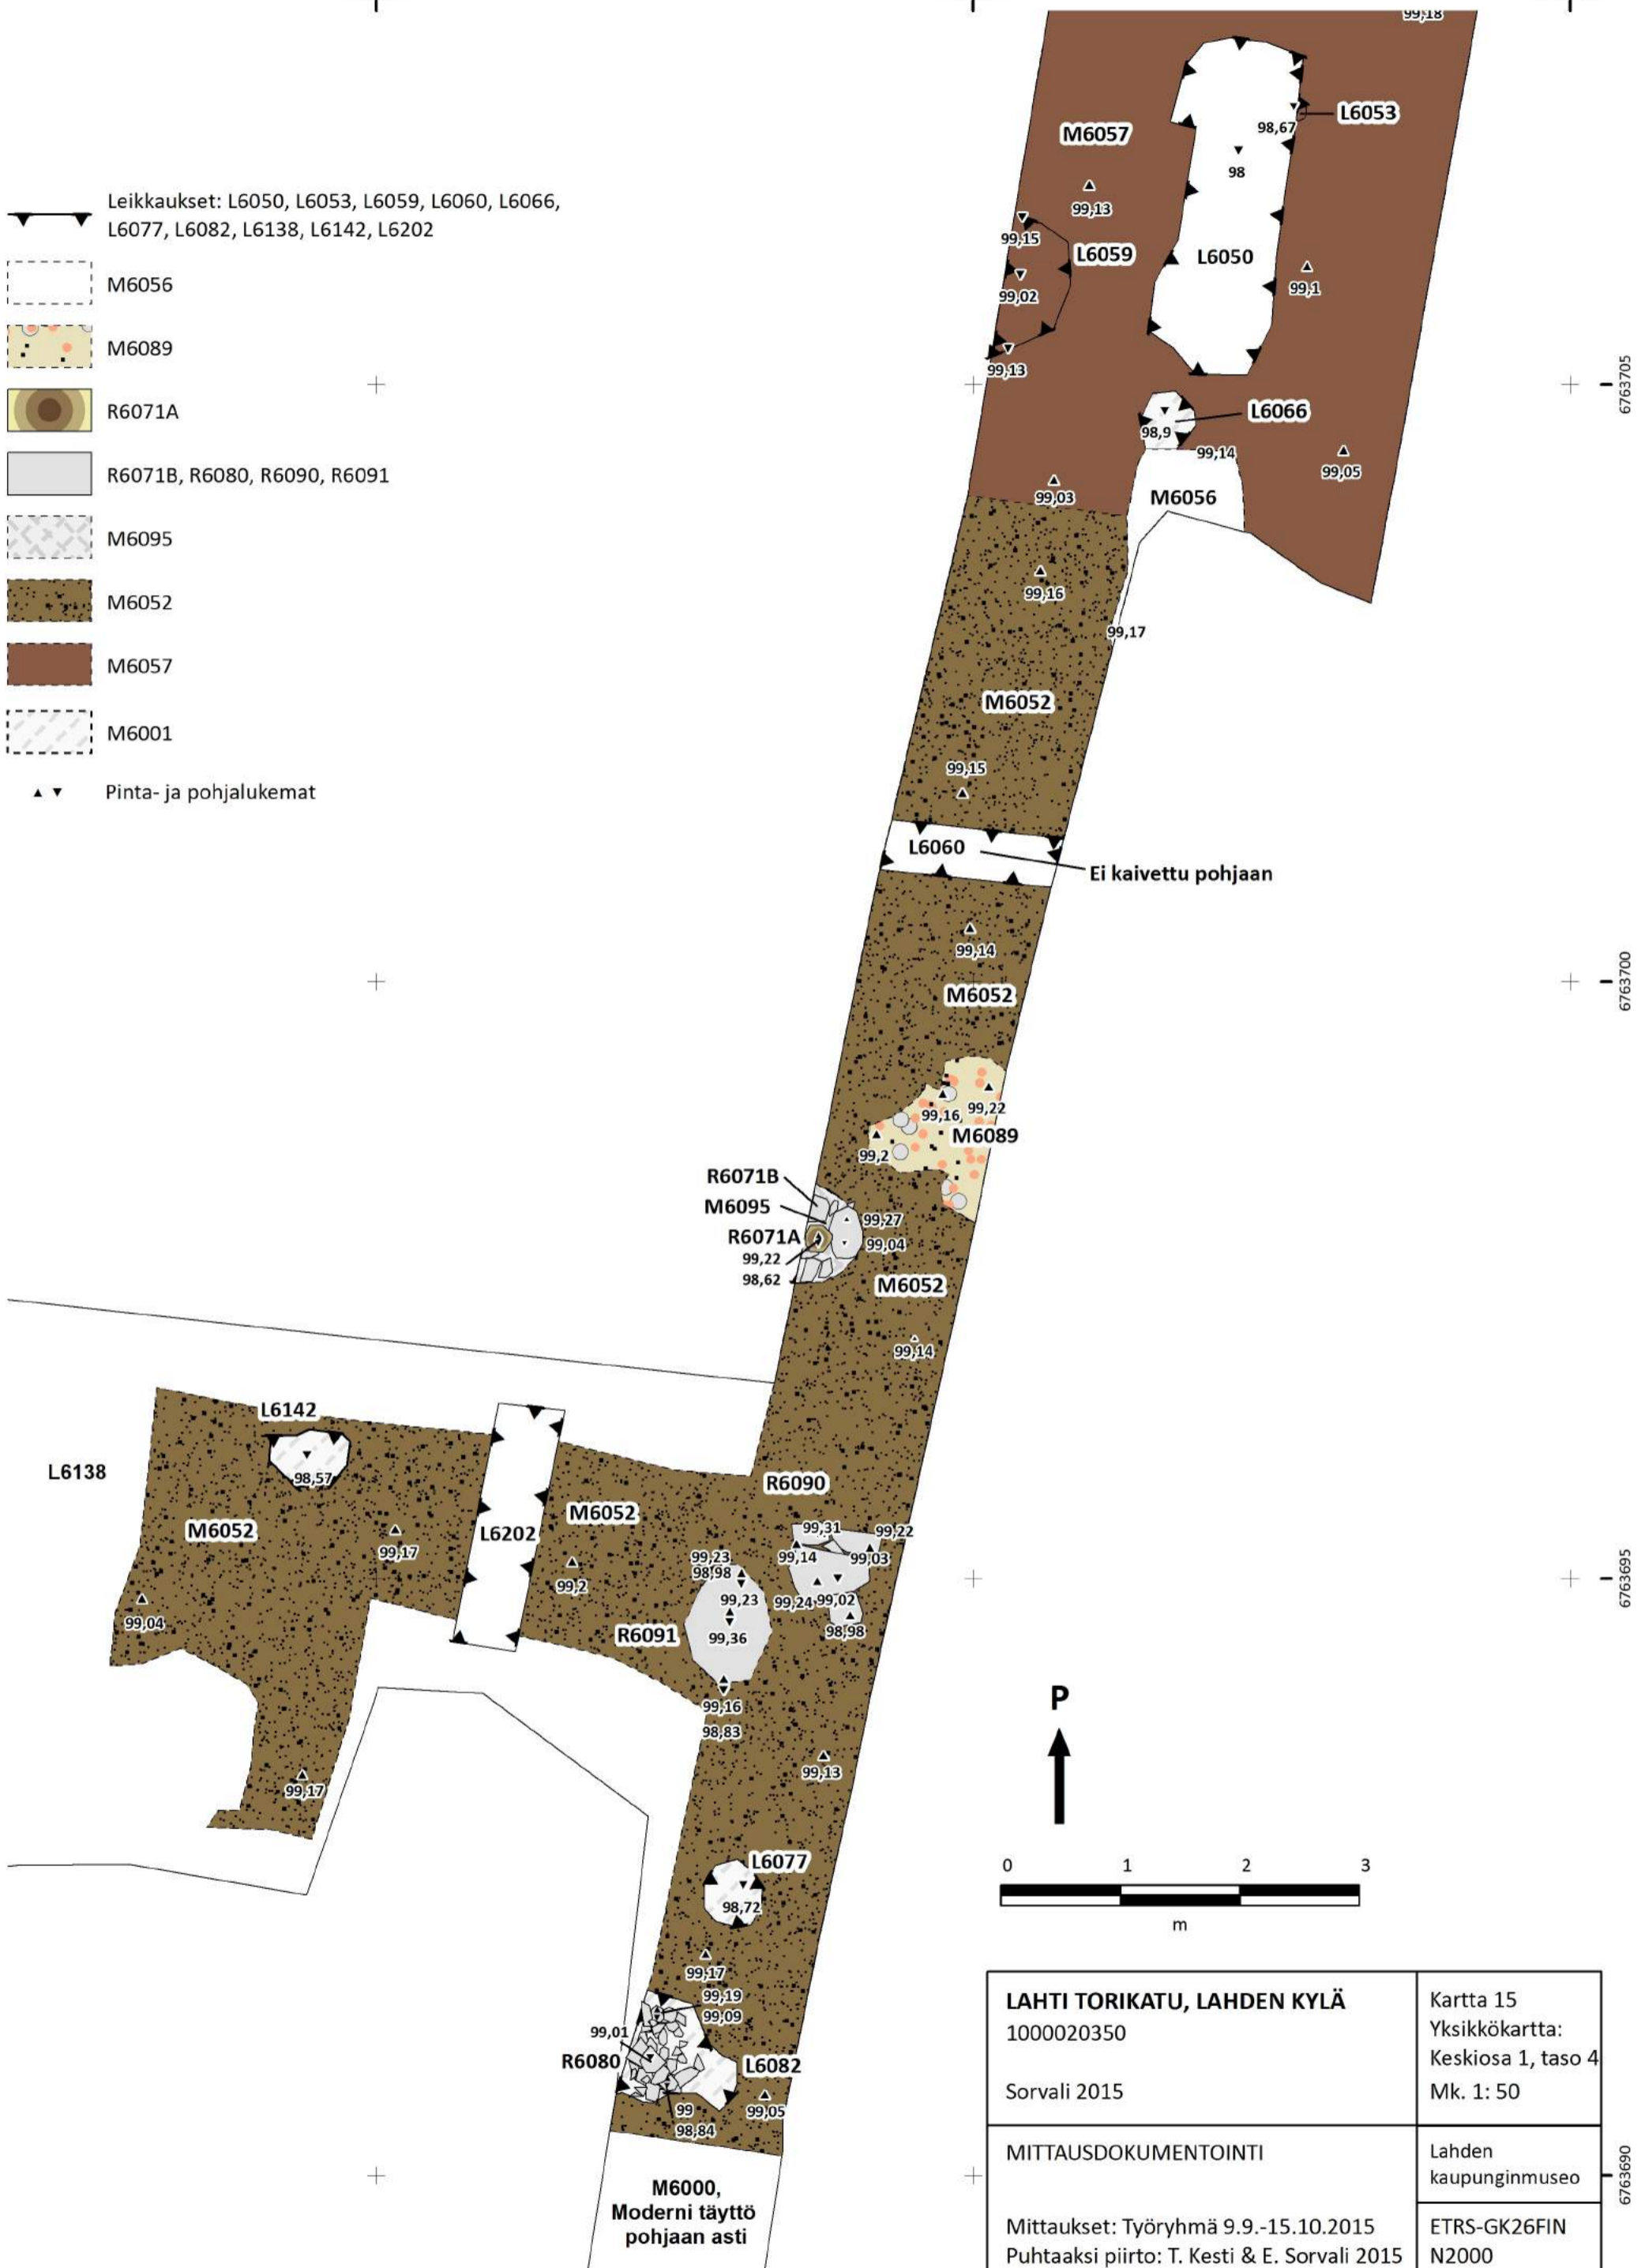 99,18
L6053
98,67
M6057
98
99,13
99,15
L6059
L6050
99,02
99,1
99,13
L6066
98,9
99,14
99,05
99,03
M6056
99,16
99,17
M6052
99,15
L6060
Ei kaivettu pohjaan
99,14
M6052
99,16
99,22
M6089
99,2
R6071B
M6095
R6071A
99,22
98,62
99,27
99,04
M6052
99,14
Leikkaukset: L6050, L6053, L6059, L6060, L6066,
L6077, L6082, L6138, L6142, L6202
M6056
M6089
R6071A
R6071B, R6080, R6090, R6091
M6095
M6052
M6057
M6001
Pinta- ja pohjalukemat
6763705
6763700
6763695
6763690
L6142
L6138
98,57
M6052
99,17
99,04
99,17
L6202
M6052
99,2
R6090
99,31
99,22
99,14
99,03
99,23
98,98
99,23
99,24
99,02
98,98
R6091
99,36
99,16
98,83
99,13
L6077
98,72
99,17
99,19
99,09
99,01
R6080
L6082
99,05
99
98,84
M6000,
Moderni täyttö
pohjaan asti
P
0 1 2 3
m
LAHTI TORIKATU, LAHDEN KYLÄ
1000020350
Sorvali 2015
Kartta 15
Yksikkökartta:
Keskiosa 1, taso 4
Mk. 1: 50
MITTAUSDOKUMENTOINTI
Lahden
kaupunginmuseo
Mittaukset: Työryhmä 9.9.-15.10.2015
Puhtaaksi piirto: T. Kesti & E. Sorvali 2015
ETRS-GK26FIN
N2000